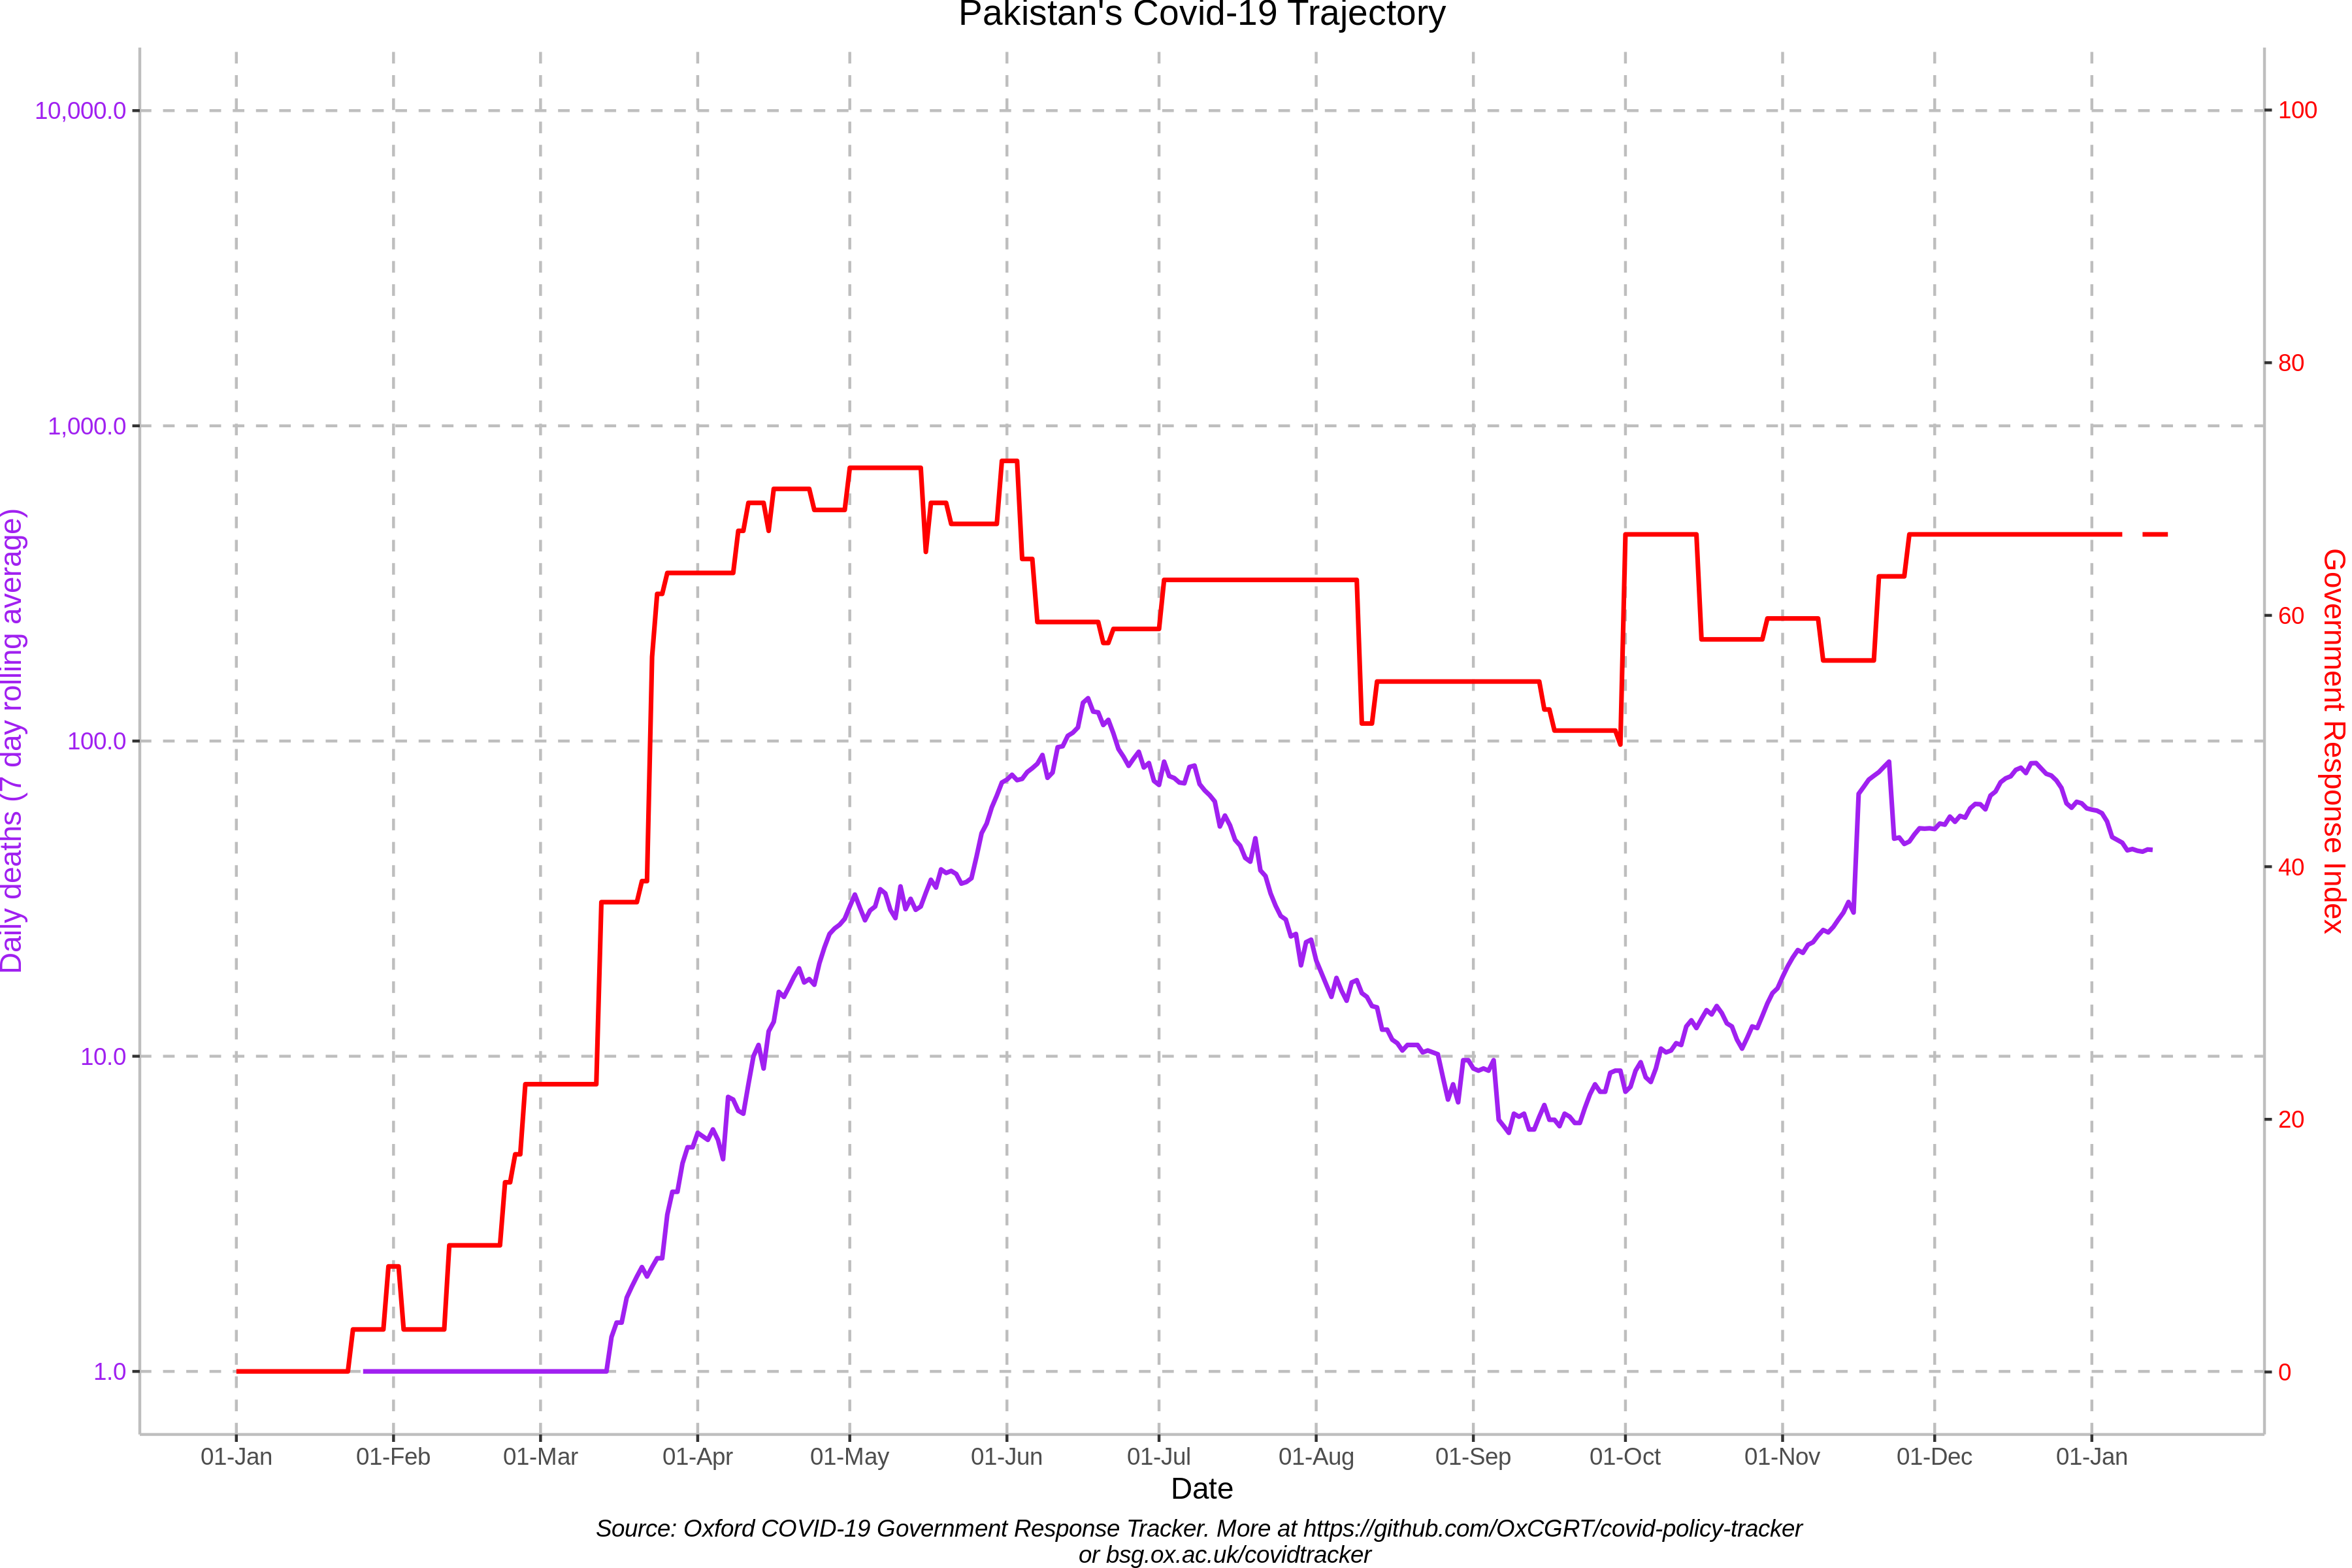 Pakistan's Covid-19 Trajectory
10,000.0
1,000.0
100.0
10.0
1.0
Daily deaths (7 day rolling average)
100
80
60
40
20
0
Government Response Index
01-Jan 01-Feb 01-Mar 01-Apr 01-May 01-Jun 01-Jul 01-Aug 01-Sep 01-Oct 01-Nov 01-Dec 01-Jan
Date
Source: Oxford COVID-19 Government Response Tracker. More at https://github.com/OxCGRT/covid-policy-tracker
or bsg.ox.ac.uk/covidtracker